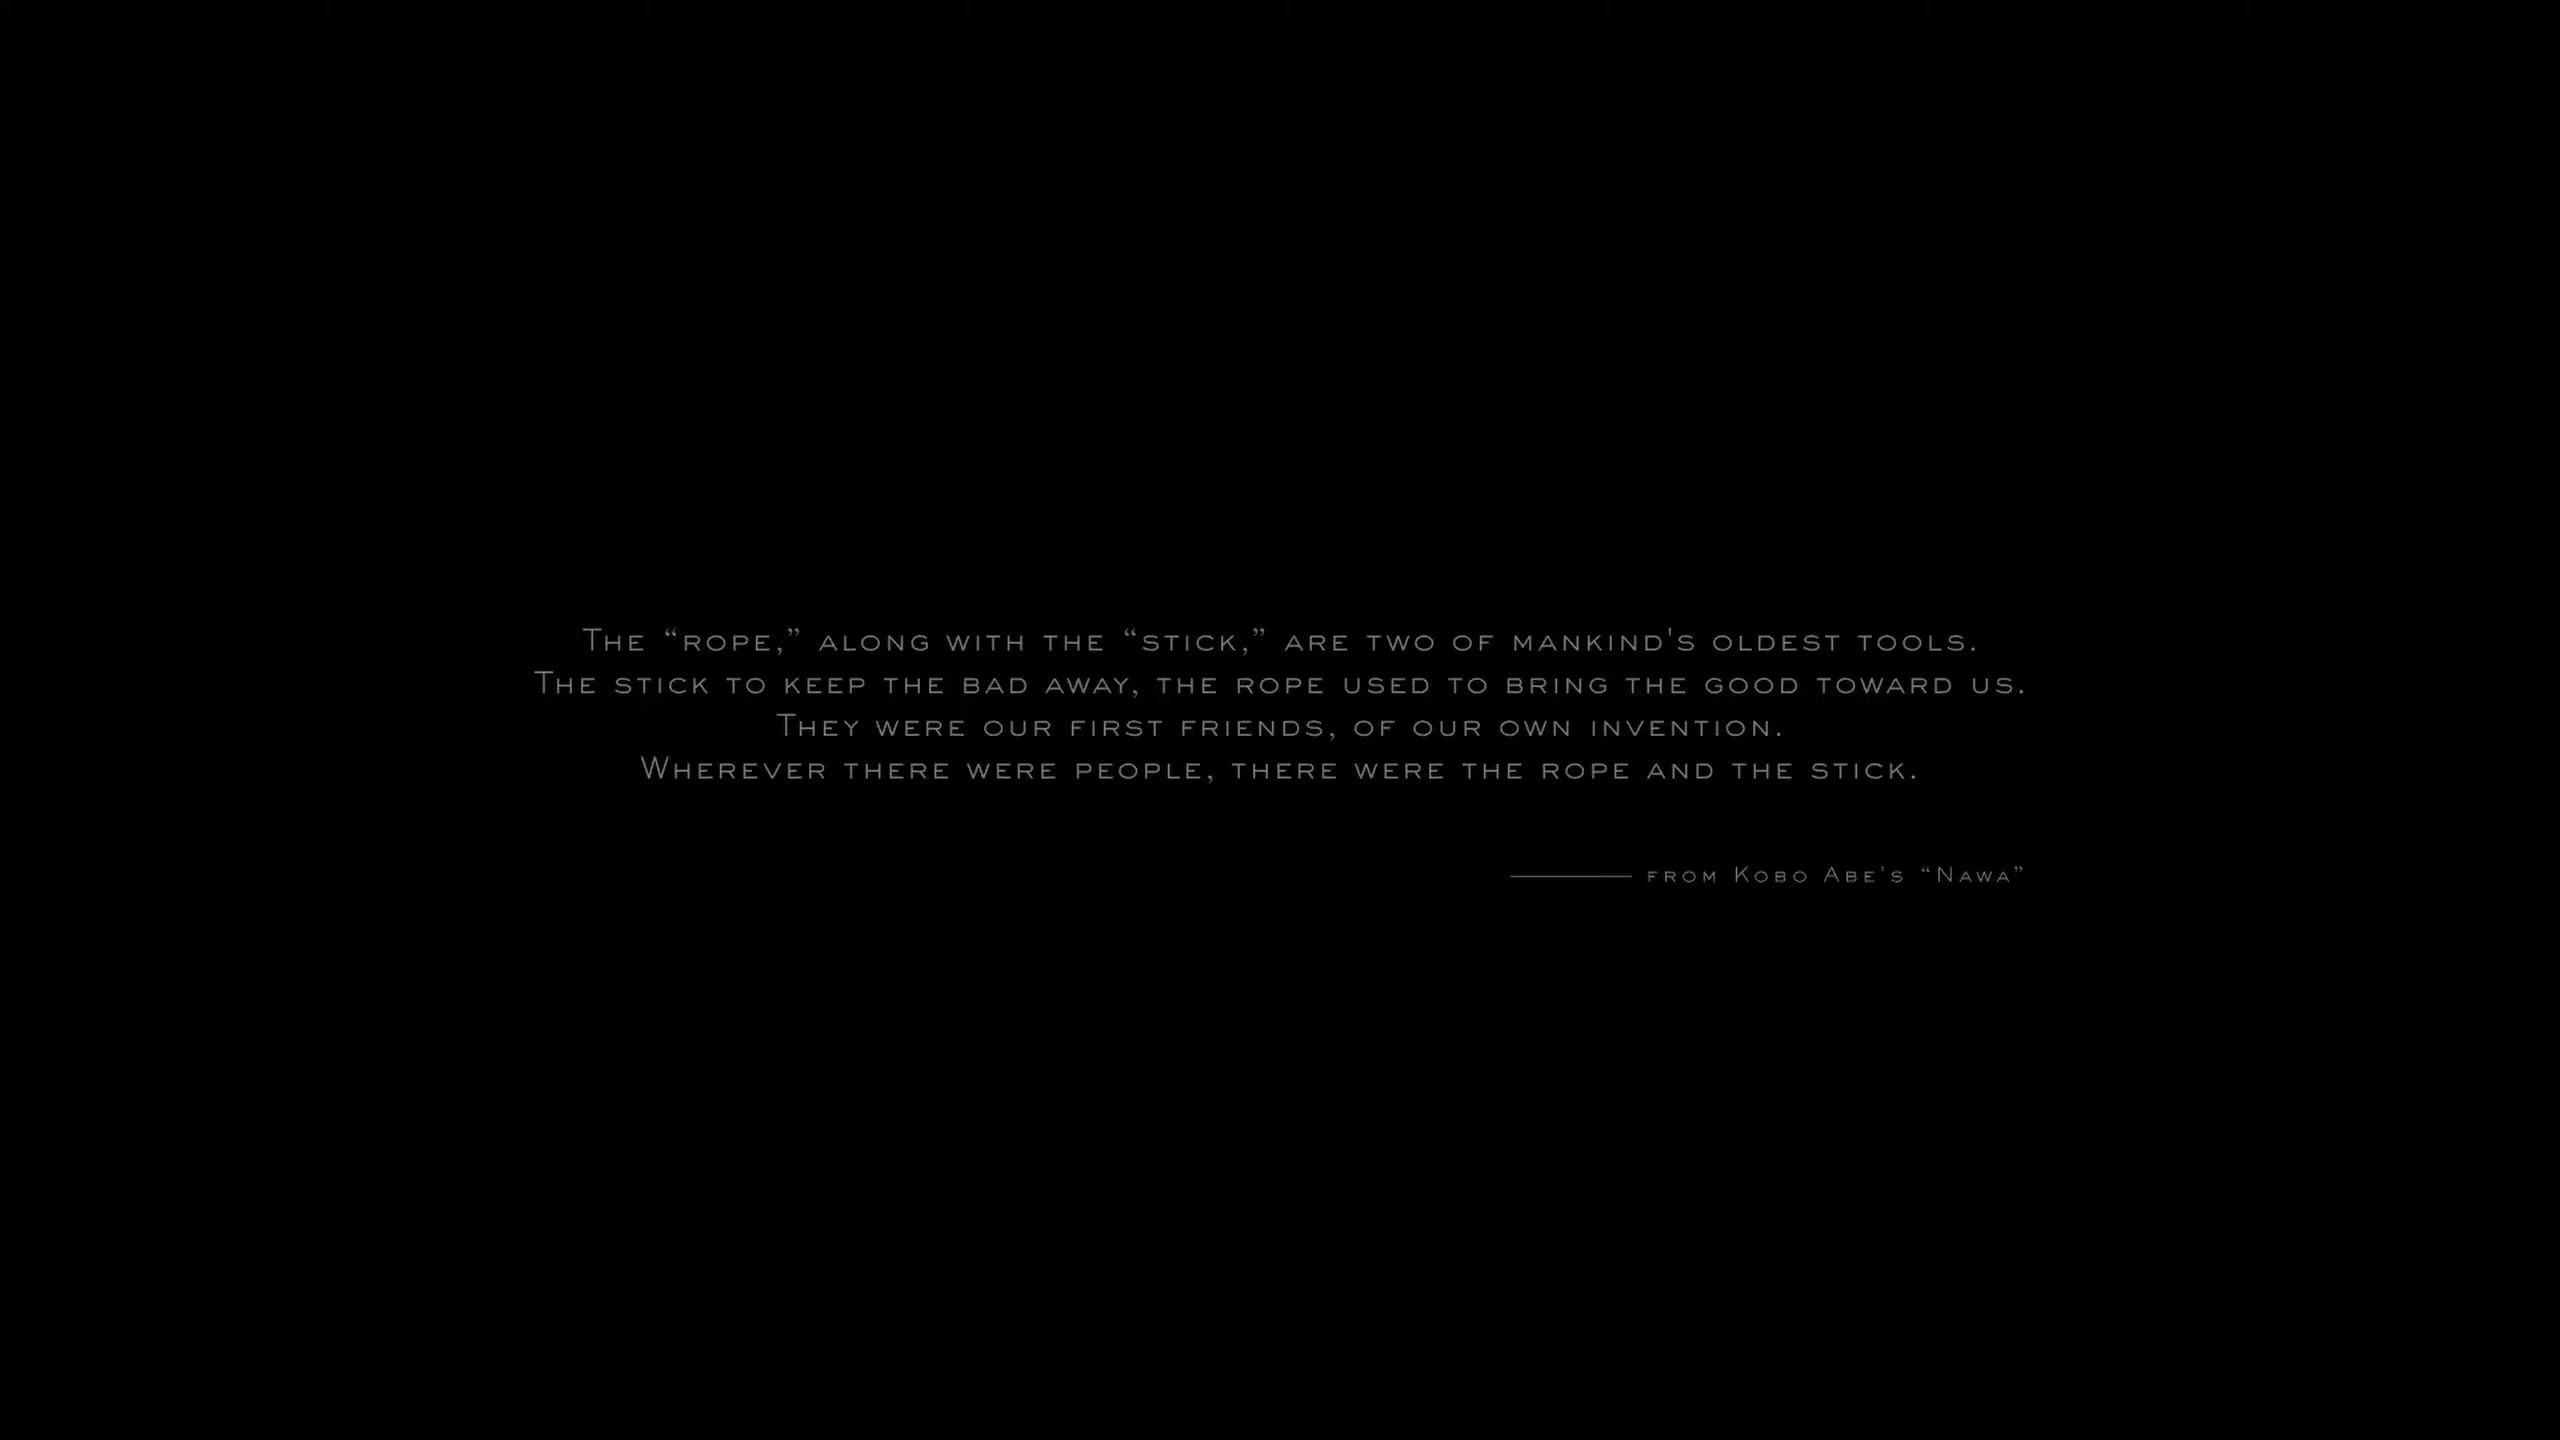 The “rope,” along with the “stick,” are two of mankind's oldest tools.
The stick to keep the bad away, the rope used to bring the good toward us.
They were our first friends, of our own invention.
Wherever there were people, there were the rope and the stick.
——— from Kobo Abe's “Nawa”